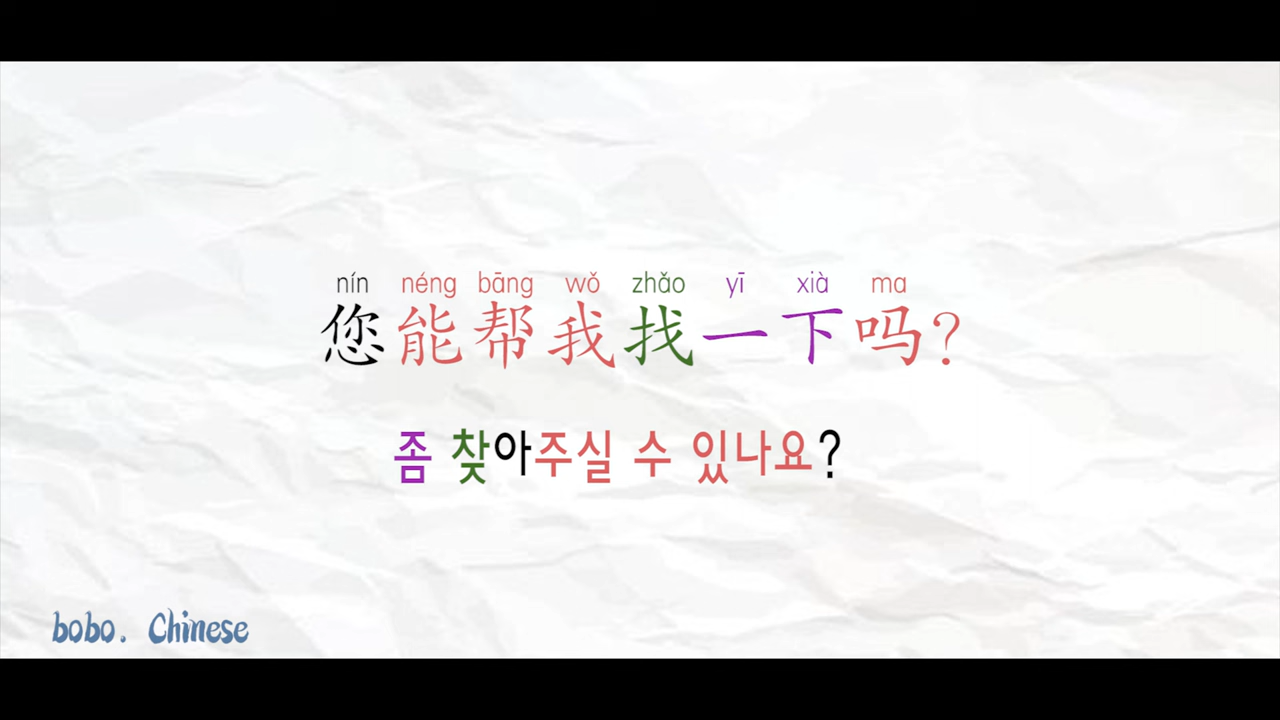 nín néng bāng wǒ zhǎo yī xià ma
您能帮我找一下吗?
좀 찾아주실 수 있나요?
bobo. Chinese